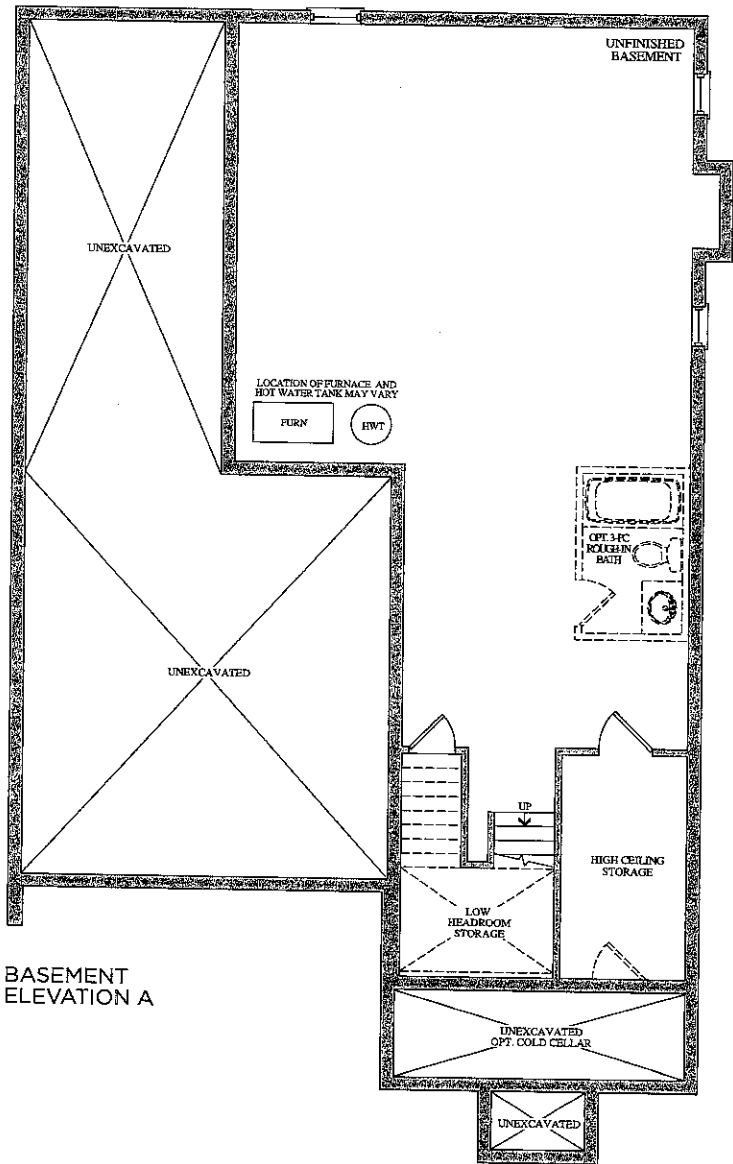 UNFINISHED
BASEMENT
UNEXCAVATED
LOCATION OF FURNACE AND
HOT WATER TANK MAY VARY
FURN
HWT
OPT. 3-PC
ROUGH-IN
BATH
UNEXCAVATED
UP
HIGH CEILING
STORAGE
LOW
HEADROOM
STORAGE
BASEMENT
ELEVATION A
UNEXCAVATED
OPT. COLD CELLAR
UNEXCAVATED